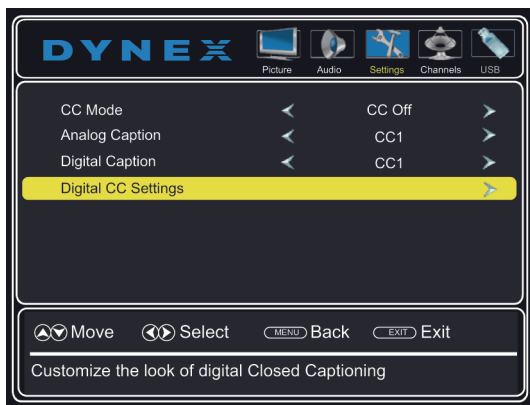 DYNEX
Picture Audio Settings Channels USB
CC Mode CC Off
Analog Caption CC1
Digital Caption CC1
Digital CC Settings
Move Select MENU Back EXIT Exit
Customize the look of digital Closed Captioning